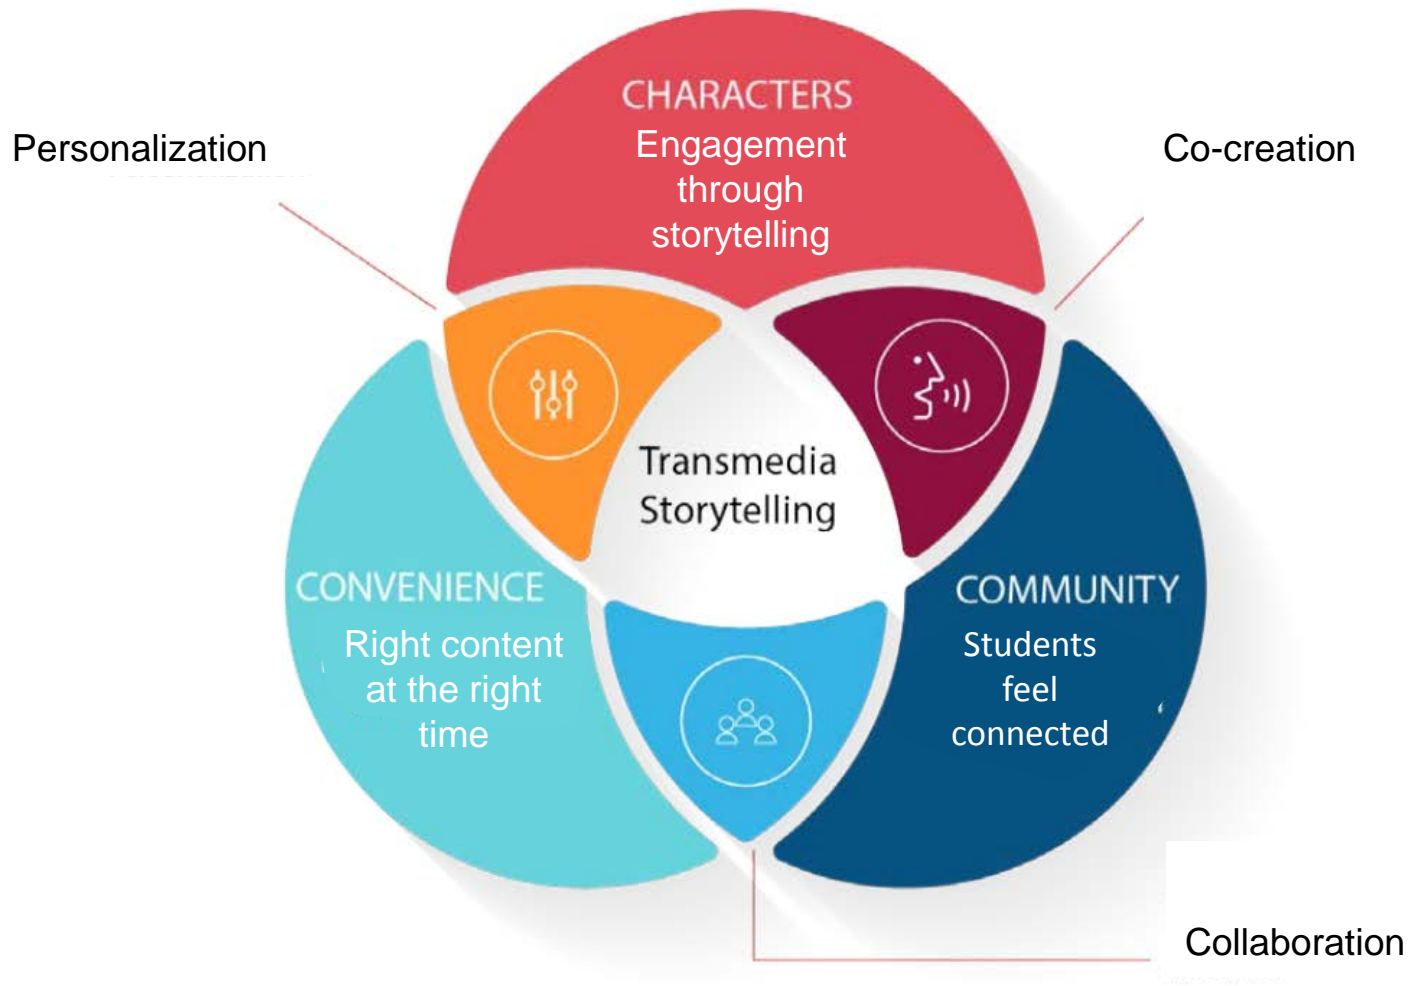 CHARACTERS
Engagement
through
storytelling
Personalization
Co-creation
Transmedia
Storytelling
CONVENIENCE
Right content
at the right
time
COMMUNITY
Students
feel
connected
Collaboration